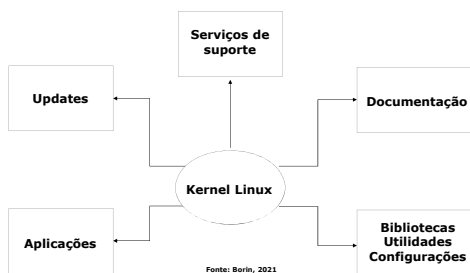 Serviços de
suporte
Updates
Documentação
Kernel Linux
Aplicações
Bibliotecas
Utilidades
Configurações
Fonte: Borin, 2021